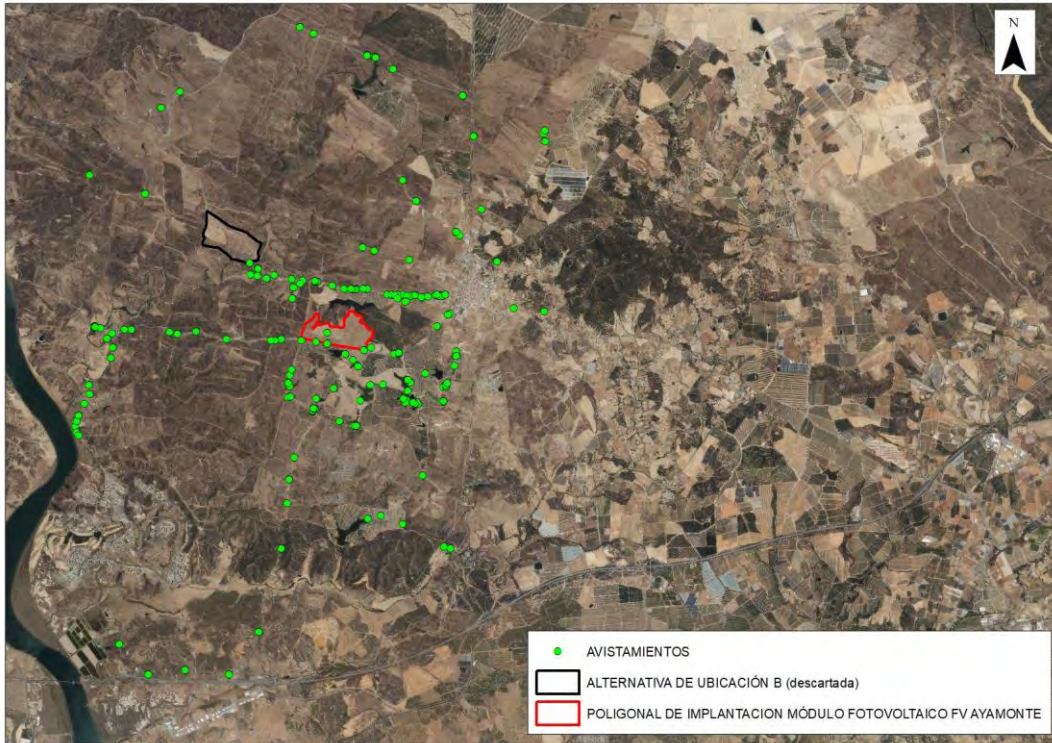 N
AVISTAMIENTOS
ALTERNATIVA DE UBICACIÓN B (descartada)
POLIGONAL DE IMPLANTACION MÓDULO FOTOVOLTAICO FV AYAMONTE